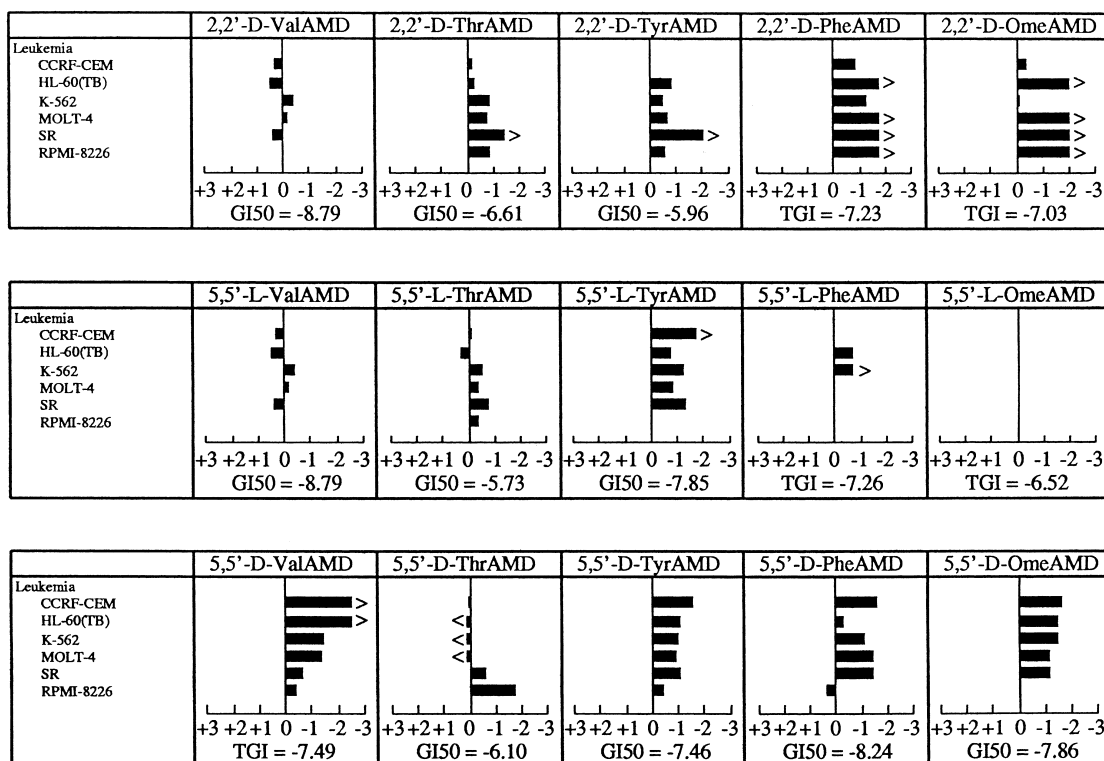 2,2'-D-ValAMD 2,2'-D-ThrAMD 2,2'-D-TyrAMD 2,2'-D-PheAMD 2,2'-D-OmeAMD
Leukemia
CCRF-CEM
HL-60(TB) > >
K-562
MOLT-4 > >
SR > > > >
RPMI-8226 > >
+3 +2+1 0 -1 -2 -3 +3 +2+1 0 -1 -2 -3 +3 +2+1 0 -1 -2 -3 +3 +2+1 0 -1 -2 -3 +3 +2+1 0 -1 -2 -3
GI50 = -8.79 GI50 = -6.61 GI50 = -5.96 TGI = -7.23 TGI = -7.03
5,5'-L-ValAMD 5,5'-L-ThrAMD 5,5'-L-TyrAMD 5,5'-L-PheAMD 5,5'-L-OmeAMD
Leukemia
CCRF-CEM >
HL-60(TB)
K-562 >
MOLT-4
SR
RPMI-8226
+3 +2+1 0 -1 -2 -3 +3 +2+1 0 -1 -2 -3 +3 +2+1 0 -1 -2 -3 +3 +2+1 0 -1 -2 -3 +3 +2+1 0 -1 -2 -3
GI50 = -8.79 GI50 = -5.73 GI50 = -7.85 TGI = -7.26 TGI = -6.52
5,5'-D-ValAMD 5,5'-D-ThrAMD 5,5'-D-TyrAMD 5,5'-D-PheAMD 5,5'-D-OmeAMD
Leukemia
CCRF-CEM >
HL-60(TB) > <
K-562 <
MOLT-4 <
SR
RPMI-8226
+3 +2+1 0 -1 -2 -3 +3 +2+1 0 -1 -2 -3 +3 +2+1 0 -1 -2 -3 +3 +2+1 0 -1 -2 -3 +3 +2+1 0 -1 -2 -3
TGI = -7.49 GI50 = -6.10 GI50 = -7.46 GI50 = -8.24 GI50 = -7.86